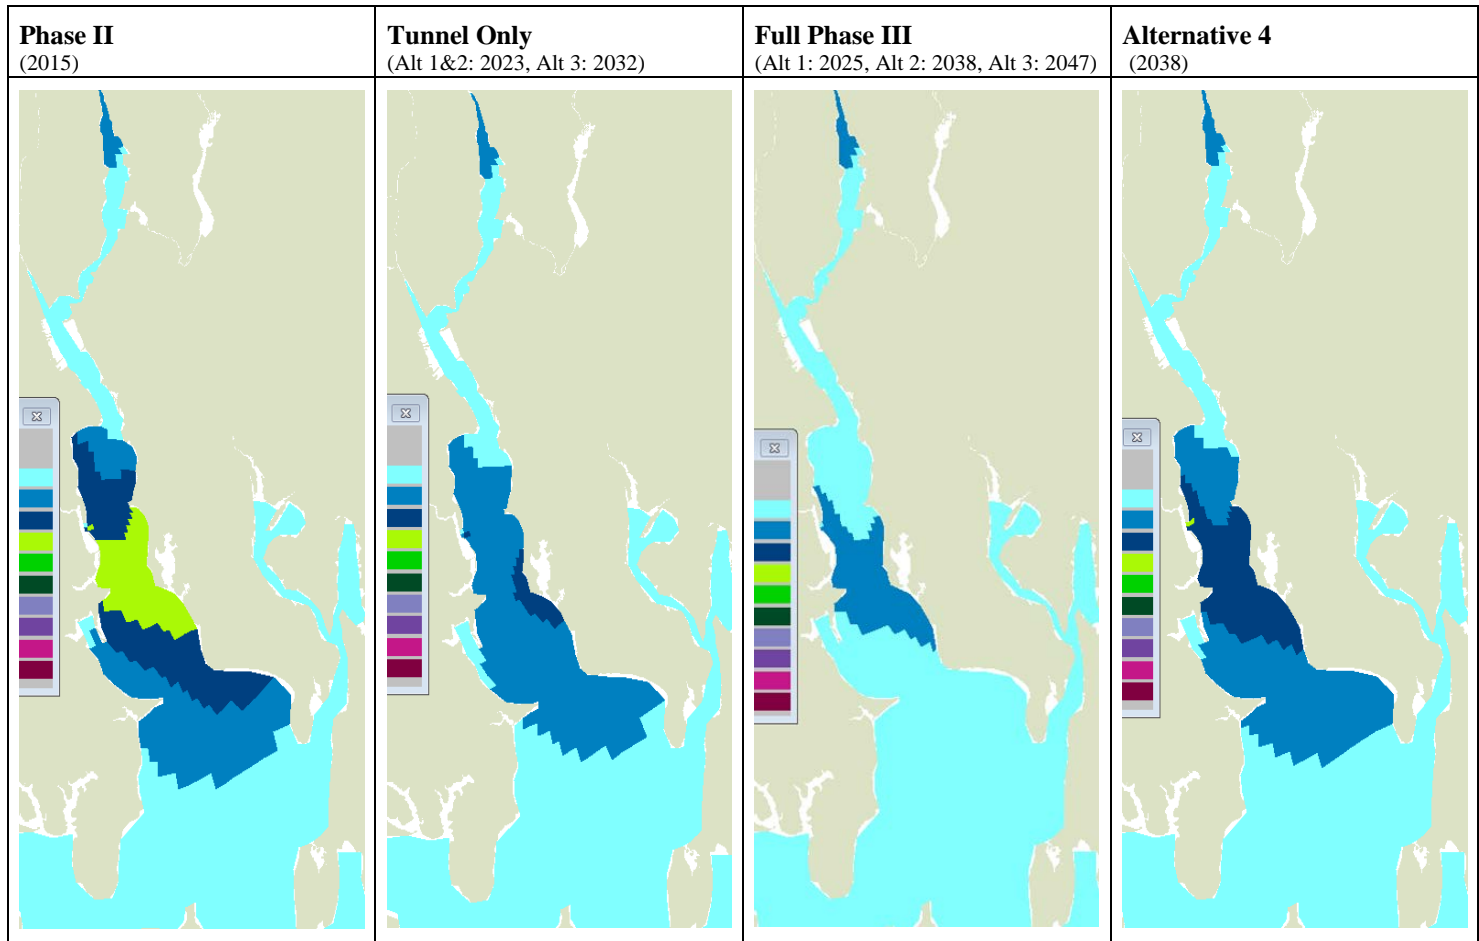 Phase II
(2015)
Tunnel Only
(Alt 1&2: 2023, Alt 3: 2032)
Full Phase III
(Alt 1: 2025, Alt 2: 2038, Alt 3: 2047)
Alternative 4
(2038)